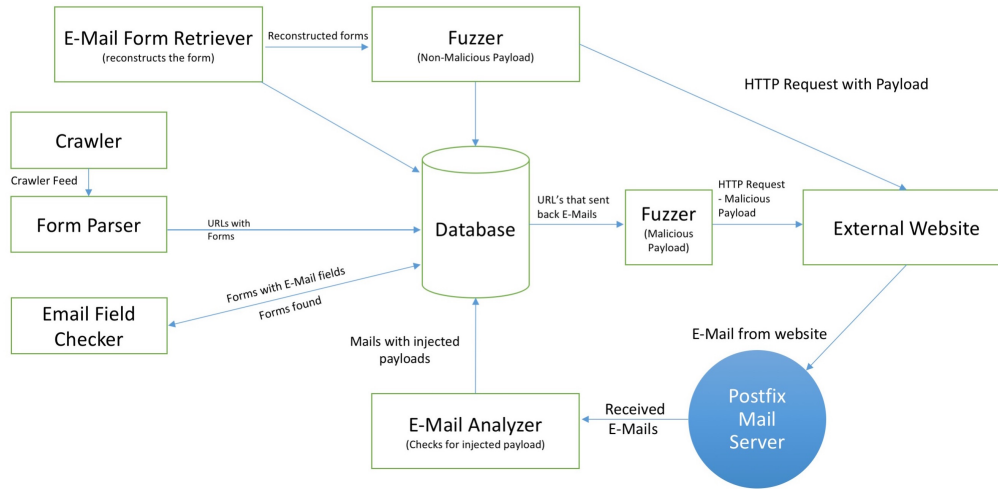 E-Mail Form Retriever
(reconstructs the form)
Reconstructed forms
Fuzzer
(Non-Malicious Payload)
HTTP Request with Payload
Crawler
Crawler Feed
Form Parser
URLs with
Forms
Database
URL's that sent
back E-Mails
Fuzzer
(Malicious
Payload)
HTTP Request
- Malicious
Payload
External Website
Email Field
Checker
Forms with E-Mail fields
Forms found
Mails with injected
payloads
E-Mail from website
E-Mail Analyzer
(Checks for injected payload)
Received
E-Mails
Postfix
Mail
Server